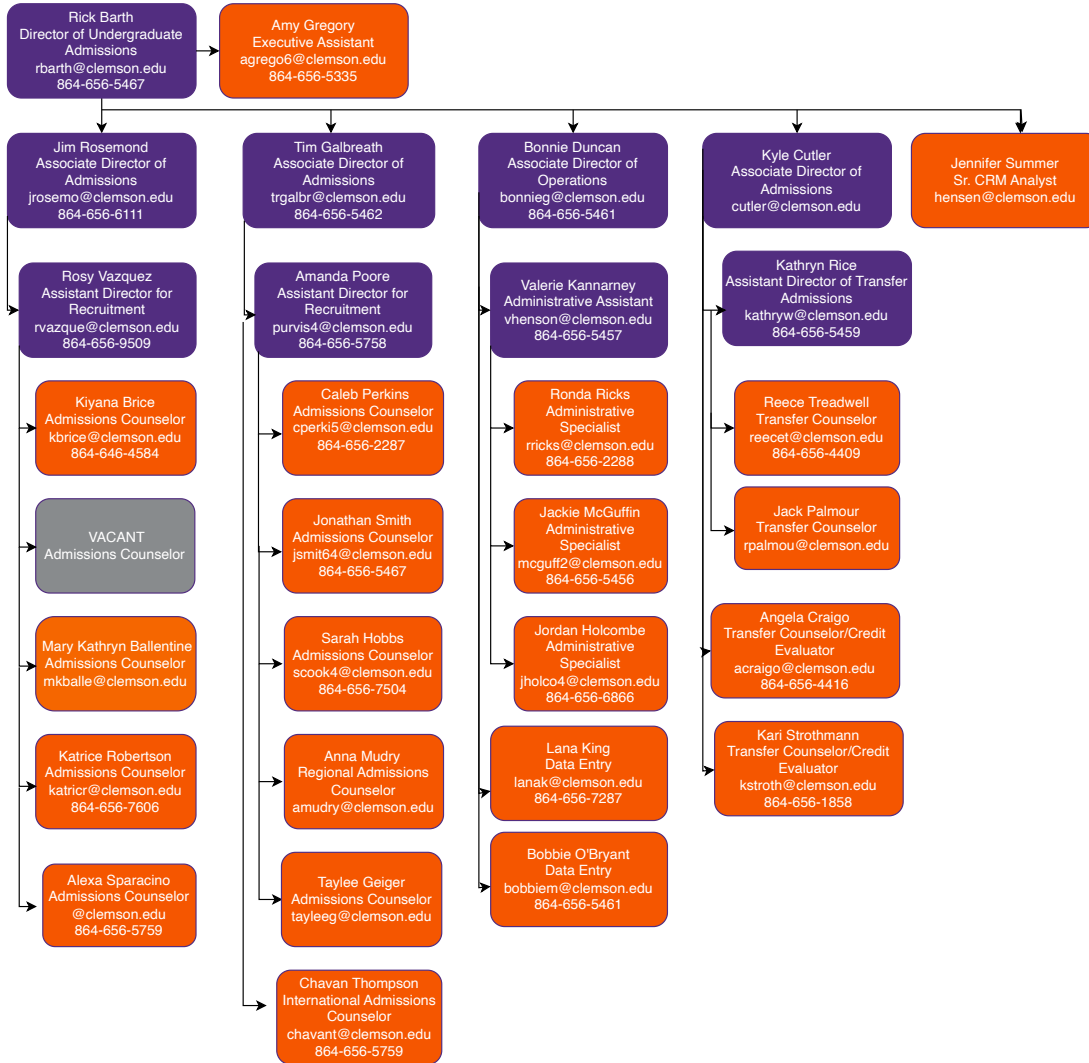 Rick Barth
Director of Undergraduate
Admissions
rbarth@clemson.edu
864-656-5467
Amy Gregory
Executive Assistant
agrego6@clemson.edu
864-656-5335
Jim Rosemond
Associate Director of
Admissions
jrosemo@clemson.edu
864-656-6111
Tim Galbreath
Associate Director of
Admissions
trgalbr@clemson.edu
864-656-5462
Bonnie Duncan
Associate Director of
Operations
bonnieg@clemson.edu
864-656-5461
Kyle Cutler
Associate Director of
Admissions
cutler@clemson.edu
Jennifer Summer
Sr. CRM Analyst
hensen@clemson.edu
Rosy Vazquez
Assistant Director for
Recruitment
rvazque@clemson.edu
864-656-9509
Amanda Poore
Assistant Director for
Recruitment
purvis4@clemson.edu
864-656-5758
Valerie Kannarney
Administrative Assistant
vhenson@clemson.edu
864-656-5457
Kathryn Rice
Assistant Director of Transfer
Admissions
kathryw@clemson.edu
864-656-5459
Kiyana Brice
Admissions Counselor
kbrice@clemson.edu
864-646-4584
Caleb Perkins
Admissions Counselor
cperki5@clemson.edu
864-656-2287
Ronda Ricks
Administrative
Specialist
rricks@clemson.edu
864-656-2288
Reece Treadwell
Transfer Counselor
reecet@clemson.edu
864-656-4409
VACANT
Admissions Counselor
Jonathan Smith
Admissions Counselor
jsmit64@clemson.edu
864-656-5467
Jackie McGuffin
Administrative
Specialist
mcguff2@clemson.edu
864-656-5456
Jack Palmour
Transfer Counselor
rpalmou@clemson.edu
Mary Kathryn Ballentine
Admissions Counselor
mkballe@clemson.edu
Sarah Hobbs
Admissions Counselor
scook4@clemson.edu
864-656-7504
Jordan Holcombe
Administrative
Specialist
jholco4@clemson.edu
864-656-6866
Angela Craigo
Transfer Counselor/Credit
Evaluator
acraigo@clemson.edu
864-656-4416
Katrice Robertson
Admissions Counselor
katricr@clemson.edu
864-656-7606
Anna Mudry
Regional Admissions
Counselor
amudry@clemson.edu
Lana King
Data Entry
lanak@clemson.edu
864-656-7287
Kari Strothmann
Transfer Counselor/Credit
Evaluator
kstroth@clemson.edu
864-656-1858
Alexa Sparacino
Admissions Counselor
@clemson.edu
864-656-5759
Taylee Geiger
Admissions Counselor
tayleeg@clemson.edu
Bobbie O'Bryant
Data Entry
bobbiem@clemson.edu
864-656-5461
Chavan Thompson
International Admissions
Counselor
chavant@clemson.edu
864-656-5759